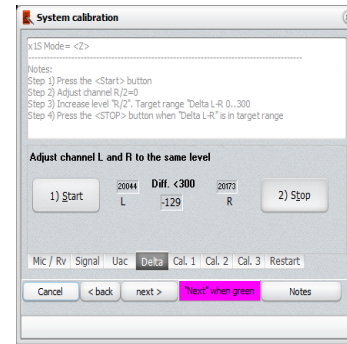 System calibration
x1S Mode= <Z>
Notes:
Step 1) Press the <Start> button
Step 2) Adjust channel R/2=0
Step 3) Increase level "R/2". Target range "Delta L-R 0..300
Step 4) Press the <STOP> button when "Delta L-R" is in target range
Adjust channel L and R to the same level
1) Start 20044 Diff. <300 20173 2) Stop
L -129 R
Mic / Rv Signal Uac Delta Cal. 1 Cal. 2 Cal. 3 Restart
Cancel < back next > "Next" when green Notes